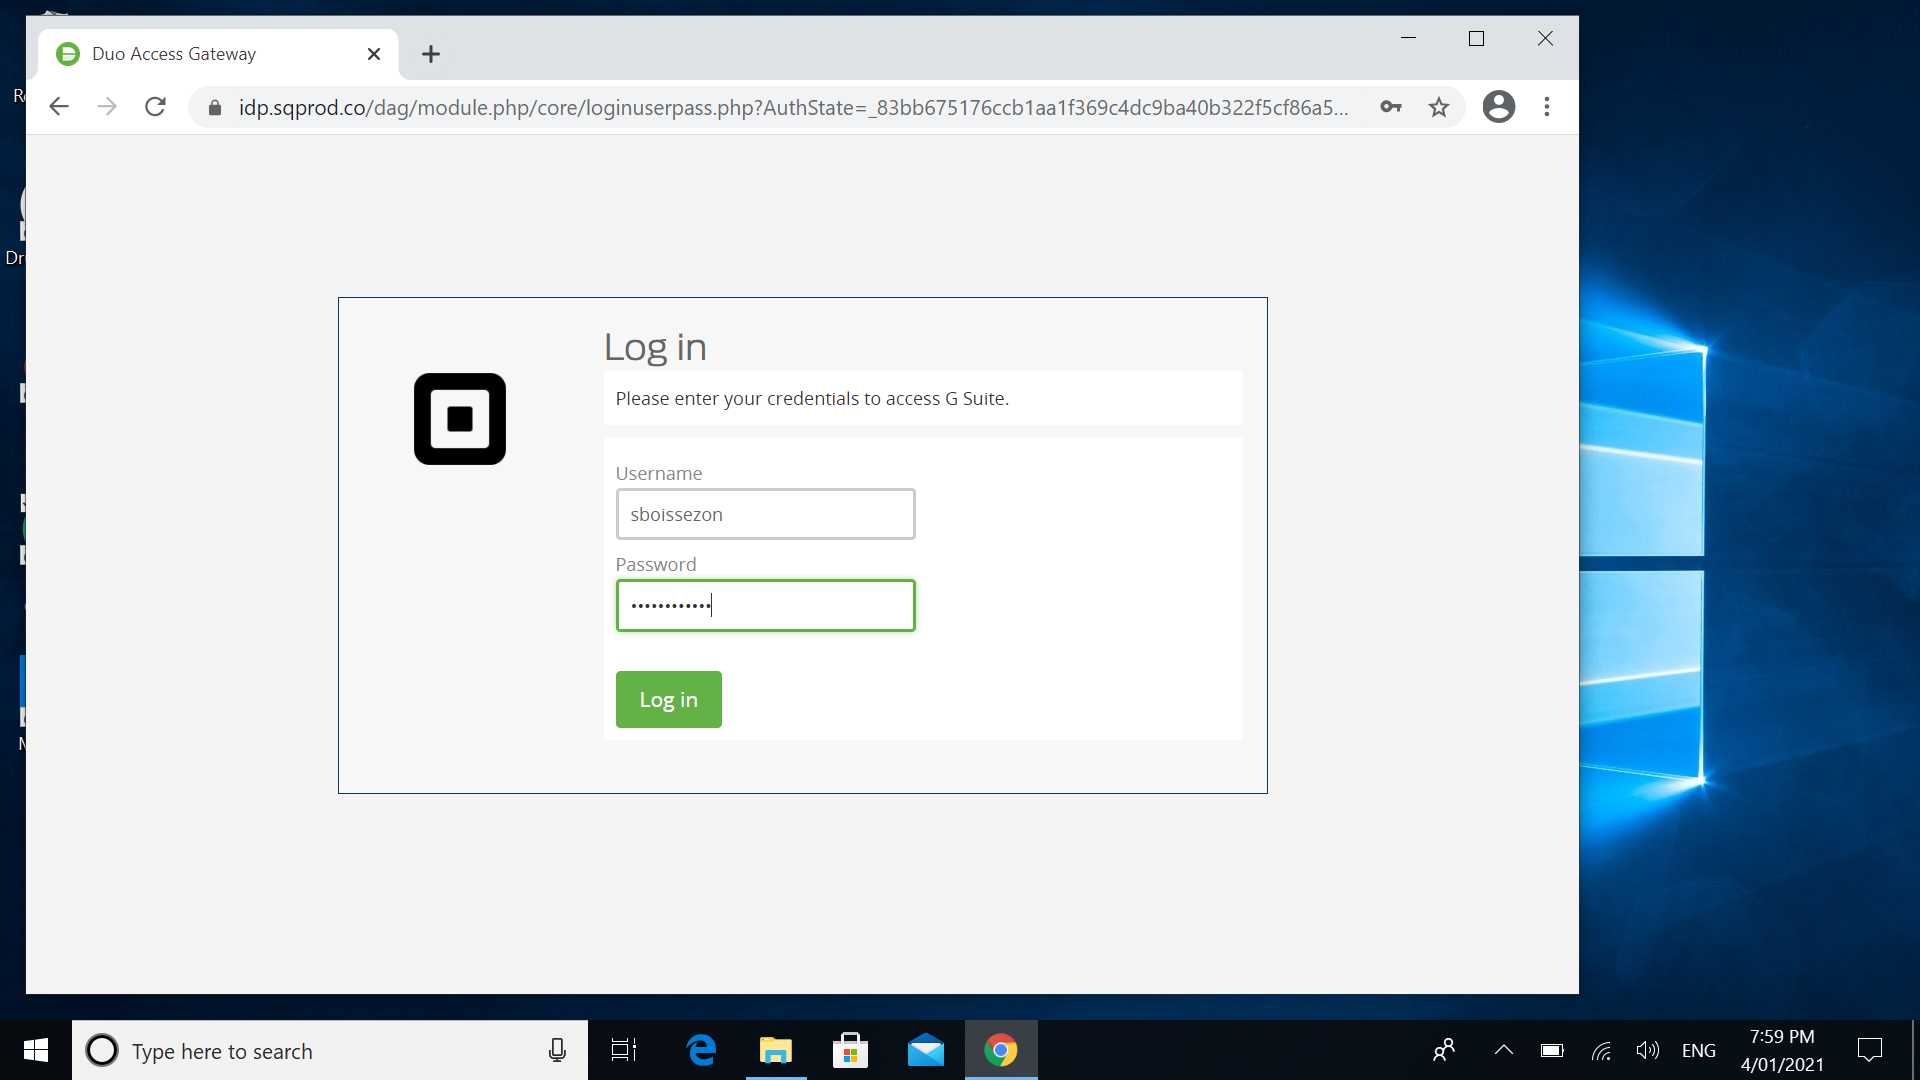 Duo Access Gateway
idp.sqprod.co/dag/module.php/core/loginuserpass.php?AuthState=_83bb675176ccb1aa1f369c4dc9ba40b322f5cf86a5...
Log in
Please enter your credentials to access G Suite.
Username
sboissezon
Password
••••••••••••
Log in
Type here to search
ENG
7:59 PM
4/01/2021